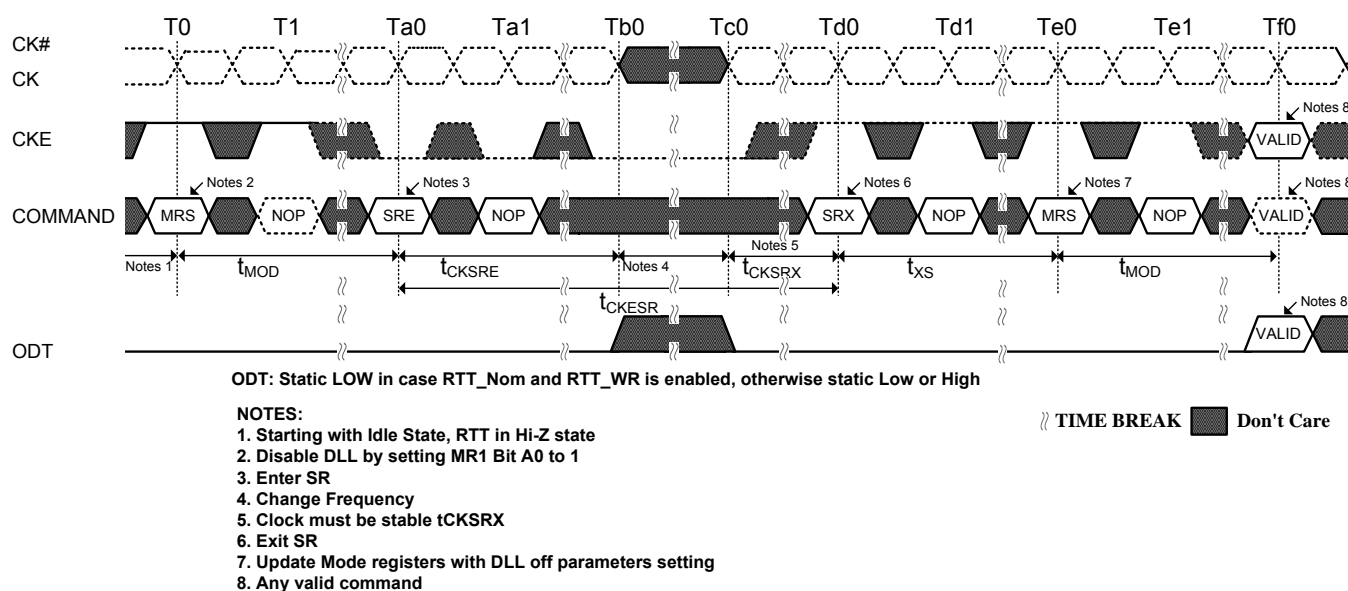 T0 T1 Ta0 Ta1 Tb0 Tc0 Td0 Td1 Te0 Te1 Tf0
CK#
CK
Notes 8
CKE VALID
Notes 2 Notes 3 Notes 6 Notes 7 Notes 8
COMMAND MRS NOP SRE NOP SRX NOP MRS NOP VALID
Notes 5
Notes 1 tMOD tCKSRE Notes 4 tCKSRX tXS tMOD
tCKESR
Notes 8
ODT VALID
ODT: Static LOW in case RTT_Nom and RTT_WR is enabled, otherwise static Low or High
NOTES:
TIME BREAK Don't Care
1. Starting with Idle State, RTT in Hi-Z state
2. Disable DLL by setting MR1 Bit A0 to 1
3. Enter SR
4. Change Frequency
5. Clock must be stable tCKSRX
6. Exit SR
7. Update Mode registers with DLL off parameters setting
8. Any valid command